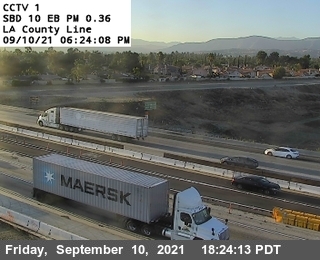 CCTV 1
SBD 10 EB PM 0.36
LA County Line
09/10/21 06:24:08 PM
MAERSK
Friday, September 10, 2021 18:24:13 PDT